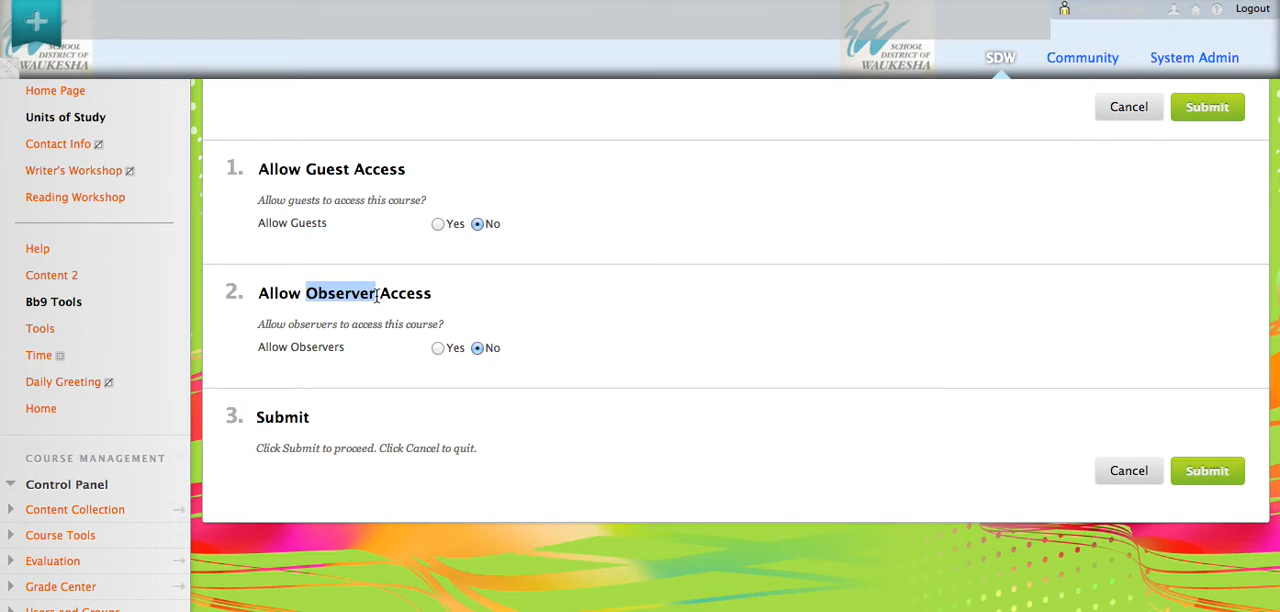 Logout
SCHOOL
DISTRICT OF
WAUKESHA
SCHOOL
DISTRICT OF
WAUKESHA
SDW
Community
System Admin
Home Page
Units of Study
Contact Info
Writer's Workshop
Reading Workshop
Help
Content 2
Bb9 Tools
Tools
Time
Daily Greeting
Home
COURSE MANAGEMENT
Control Panel
Content Collection
Course Tools
Evaluation
Grade Center
Users and Groups
Cancel
Submit
1. Allow Guest Access
Allow guests to access this course?
Allow Guests Yes No
2. Allow Observer Access
Allow observers to access this course?
Allow Observers Yes No
3. Submit
Click Submit to proceed. Click Cancel to quit.
Cancel
Submit